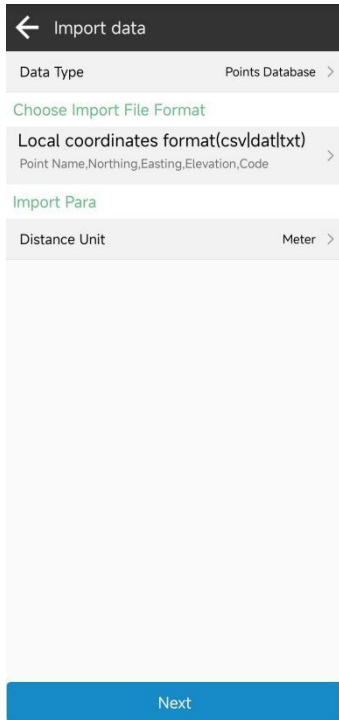 Import data
Data Type Points Database >
Choose Import File Format
Local coordinates format(csv|dat|txt)
Point Name,Northing,Easting,Elevation,Code
Import Para
Distance Unit Meter >
Next